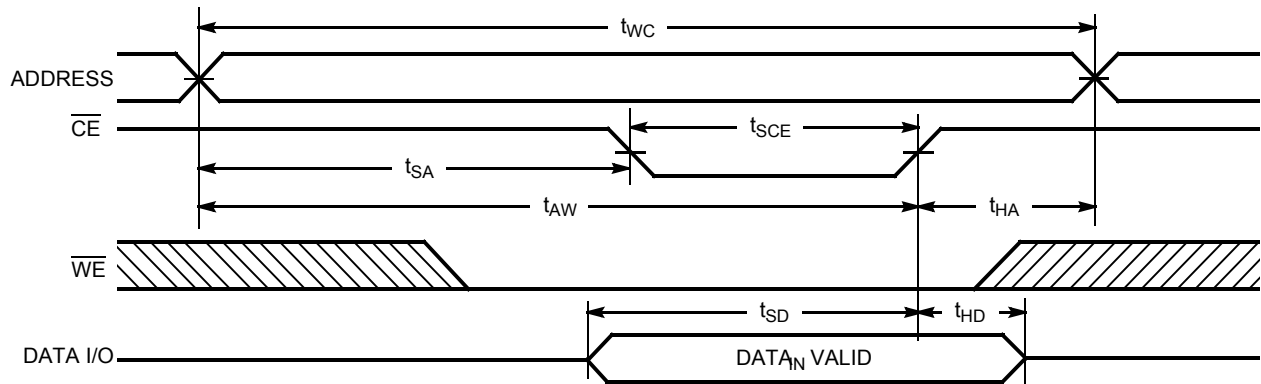 tWC
ADDRESS
CE
tSCE
tSA
tAW
tHA
WE
tSD
tHD
DATA I/O
DATAIN VALID